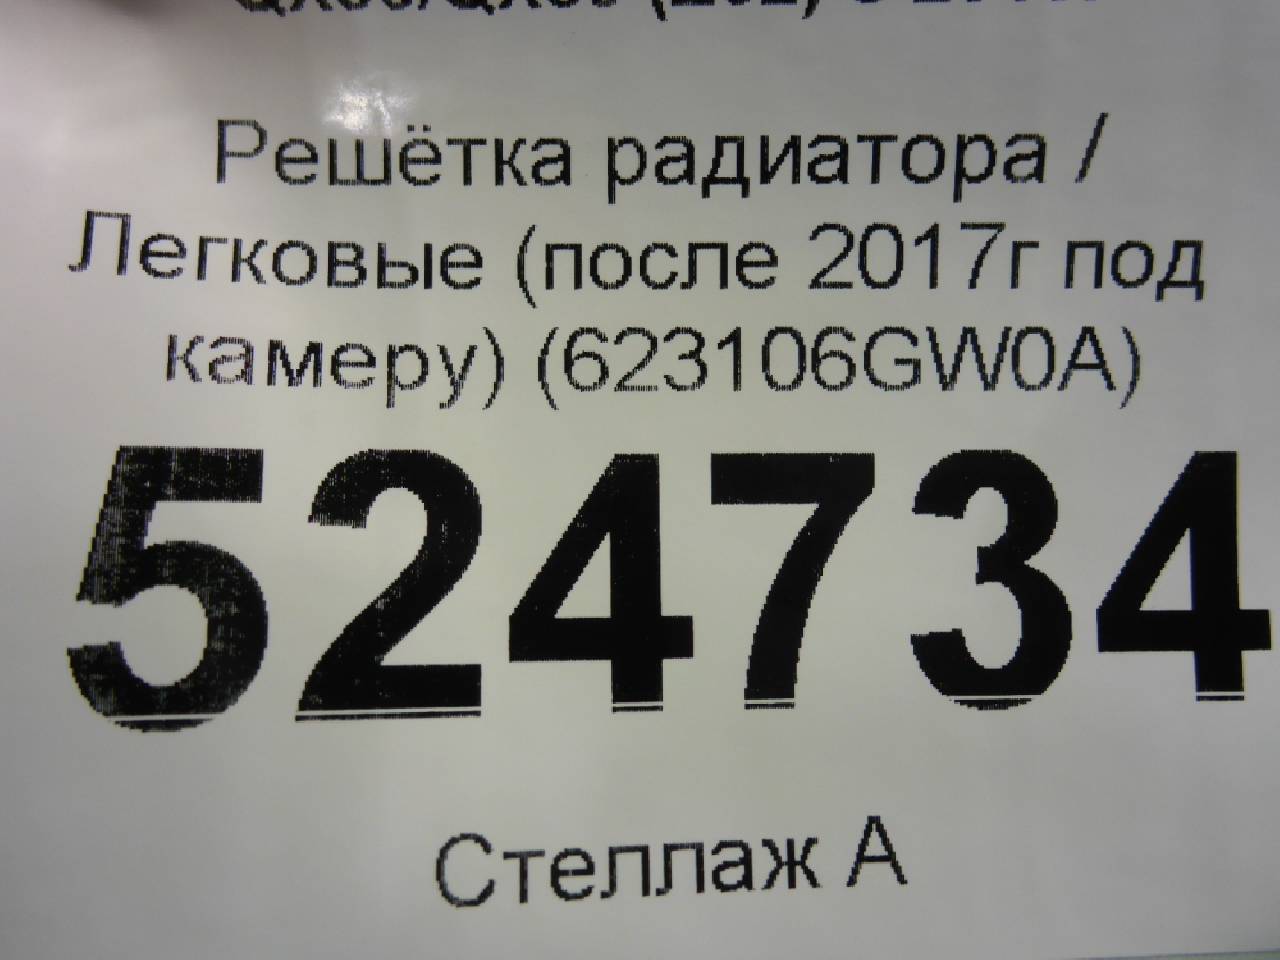 Решётка радиатора /
Легковые (после 2017г под
камеру) (623106GW0A)
524734
Стеллаж А